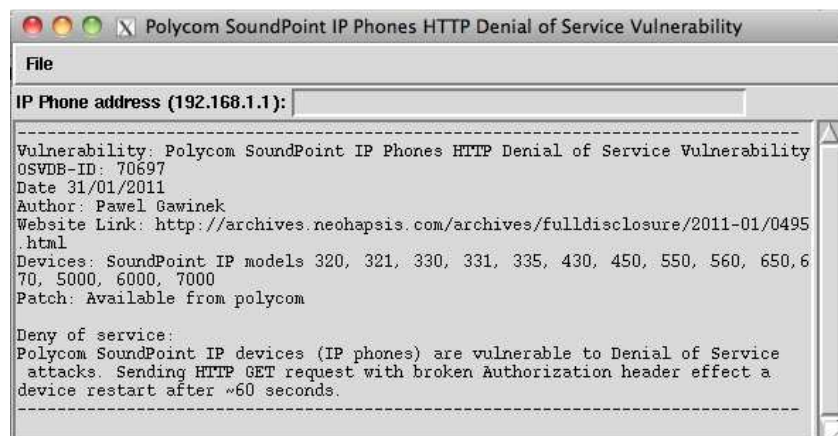 Polycom SoundPoint IP Phones HTTP Denial of Service Vulnerability
File
IP Phone address (192.168.1.1):
--------------------------------------------------------------------------
Vulnerability: Polycom SoundPoint IP Phones HTTP Denial of Service Vulnerability
OSVDB-ID: 70697
Date 31/01/2011
Author: Pawel Gawinek
Website Link: http://archives.neohapsis.com/archives/fulldisclosure/2011-01/0495
.html
Devices: SoundPoint IP models 320, 321, 330, 331, 335, 430, 450, 550, 560, 650,6
70, 5000, 6000, 7000
Patch: Available from polycom
Deny of service:
Polycom SoundPoint IP devices (IP phones) are vulnerable to Denial of Service
attacks. Sending HTTP GET request with broken Authorization header effect a
device restart after ~60 seconds.
--------------------------------------------------------------------------